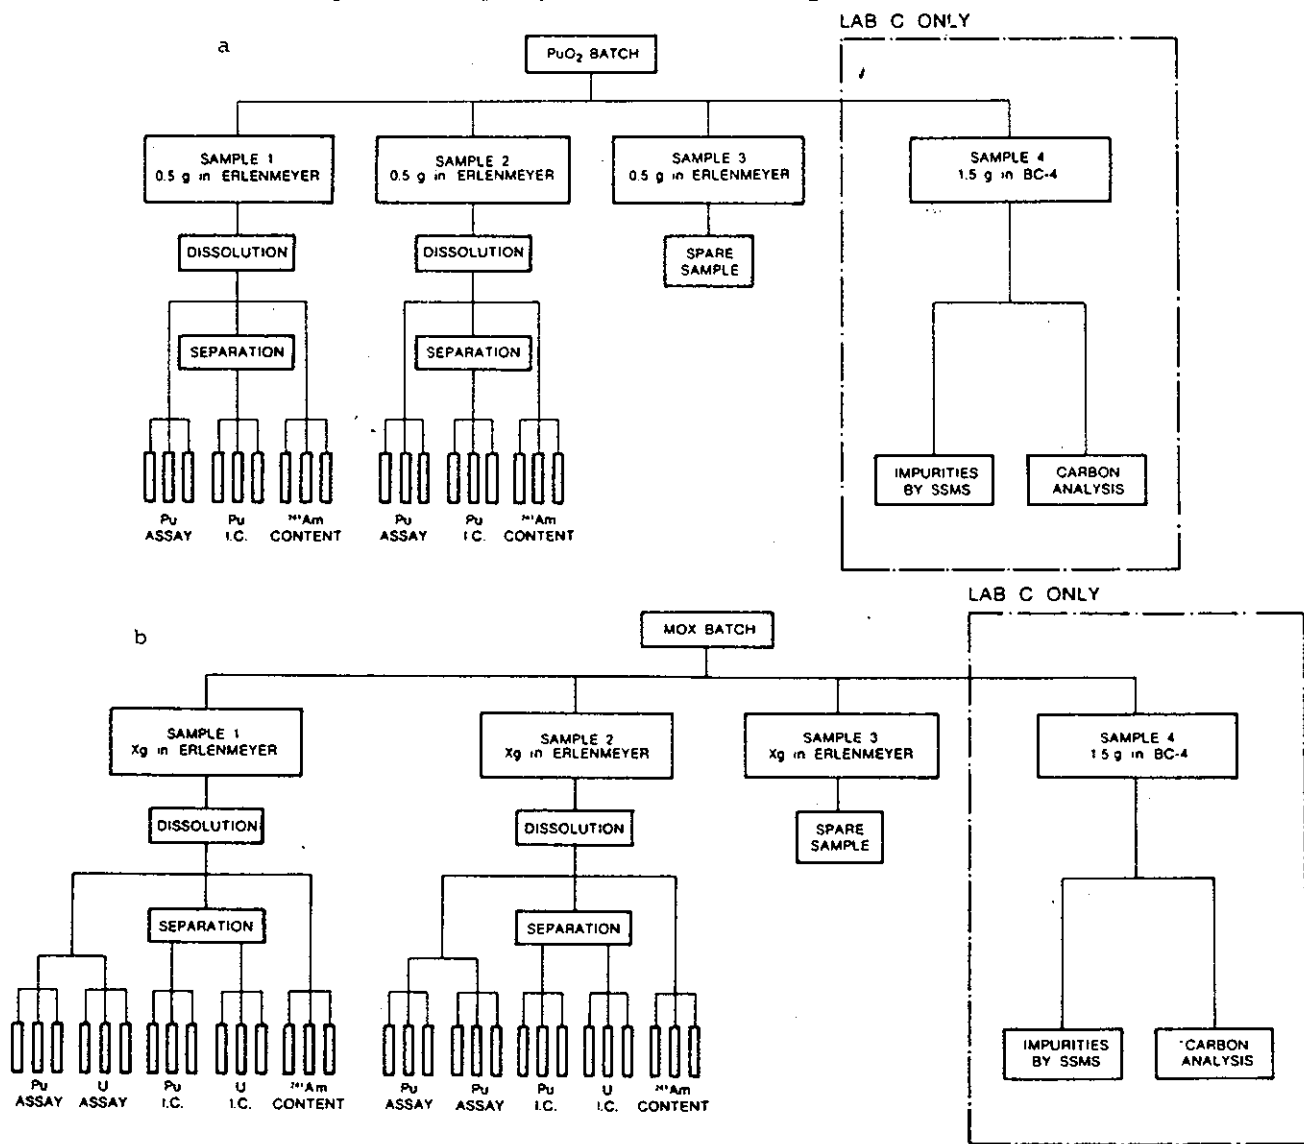 LAB C ONLY
a
PuO₂ BATCH
SAMPLE 1
0.5 g in ERLENMEYER
SAMPLE 2
0.5 g in ERLENMEYER
SAMPLE 3
0.5 g in ERLENMEYER
SAMPLE 4
1.5 g in BC-4
DISSOLUTION
DISSOLUTION
SPARE
SAMPLE
SEPARATION
SEPARATION
IMPURITIES
BY SSMS
CARBON
ANALYSIS
Pu
ASSAY
Pu
I.C.
²⁴¹Am
CONTENT
Pu
ASSAY
Pu
I.C.
²⁴¹Am
CONTENT
LAB C ONLY
b
MOX BATCH
SAMPLE 1
Xg in ERLENMEYER
SAMPLE 2
Xg in ERLENMEYER
SAMPLE 3
Xg in ERLENMEYER
SAMPLE 4
1.5 g in BC-4
DISSOLUTION
DISSOLUTION
SPARE
SAMPLE
SEPARATION
SEPARATION
IMPURITIES
BY SSMS
CARBON
ANALYSIS
Pu
ASSAY
U
ASSAY
Pu
I.C.
U
I.C.
²⁴¹Am
CONTENT
Pu
ASSAY
Pu
ASSAY
Pu
I.C.
U
I.C.
²⁴¹Am
CONTENT